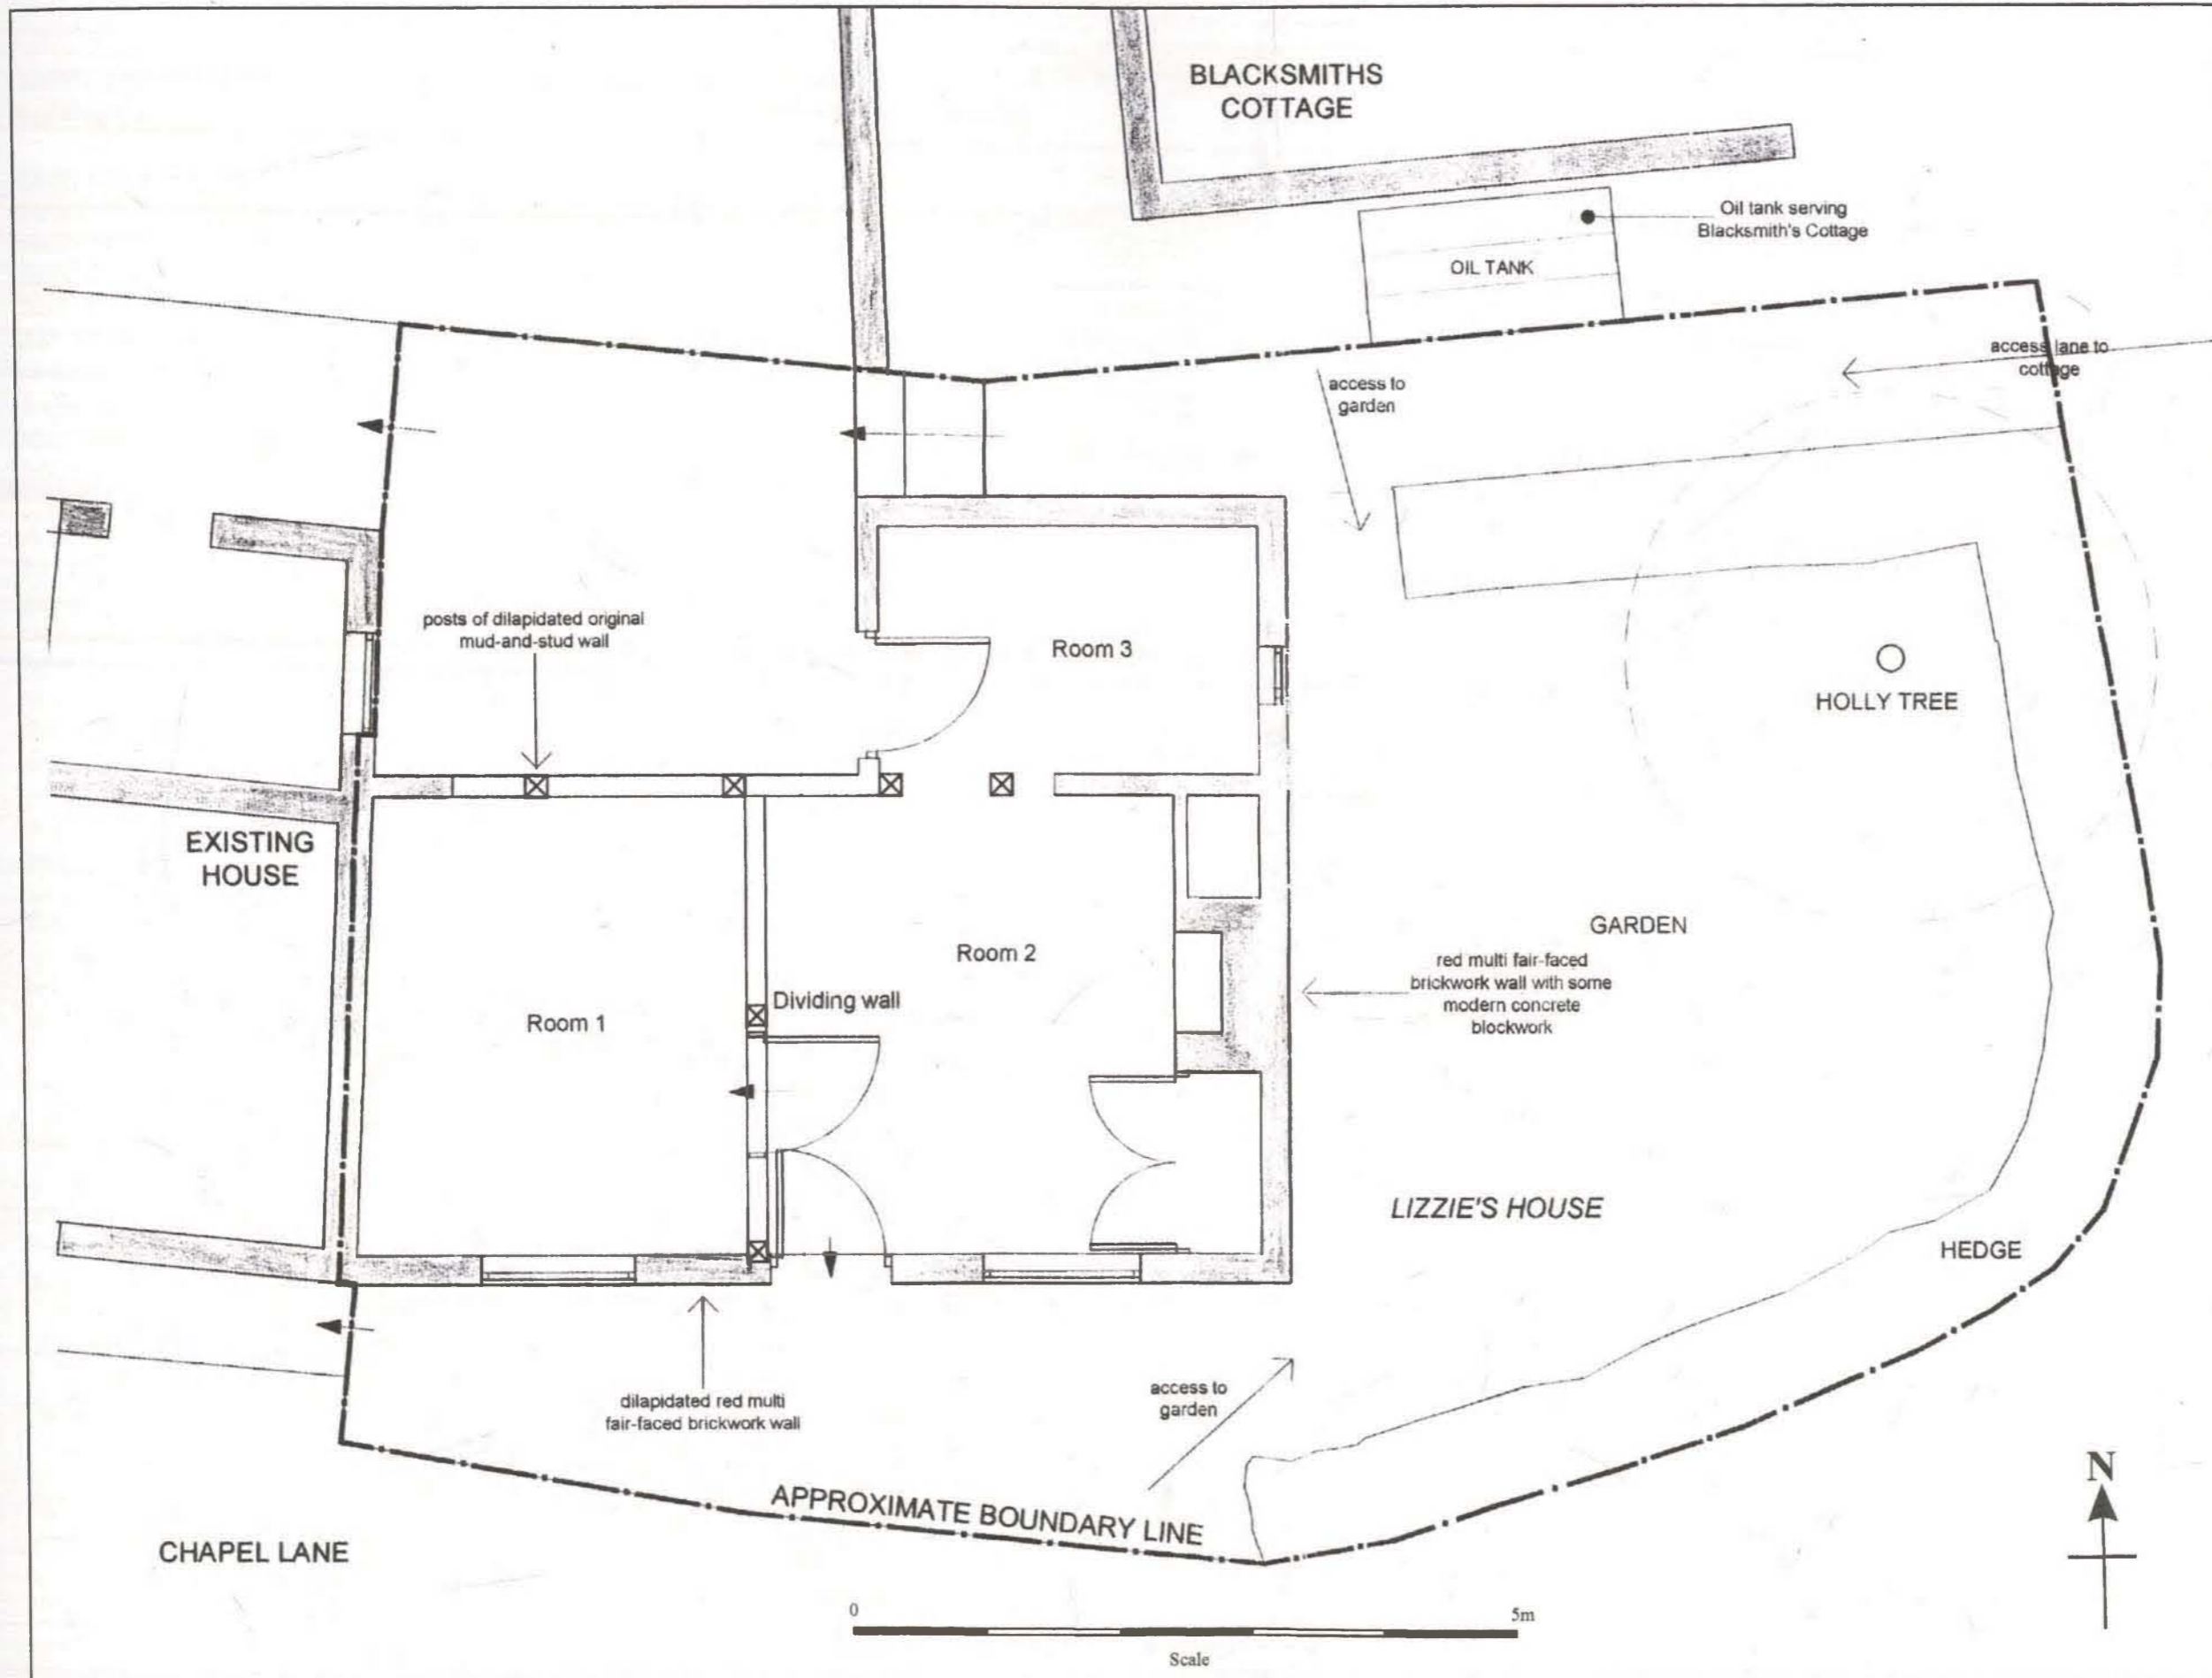 BLACKSMITHS
COTTAGE
Oil tank serving
Blacksmith's Cottage
OIL TANK
access lane to
cottage
access to
garden
posts of dilapidated original
mud-and-stud wall
Room 3
HOLLY TREE
EXISTING
HOUSE
GARDEN
Room 2
red multi fair-faced
brickwork wall with some
modern concrete
blockwork
Dividing wall
Room 1
LIZZIE'S HOUSE
HEDGE
access to
garden
dilapidated red multi
fair-faced brickwork wall
N
APPROXIMATE BOUNDARY LINE
CHAPEL LANE
0
5m
Scale